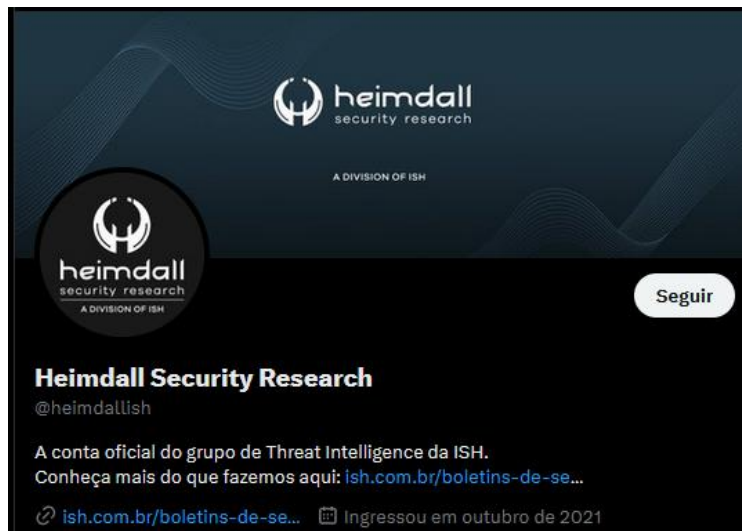 heimdall
security research
A DIVISION OF ISH
heimdall
security research
A DIVISION OF ISH
Seguir
Heimdall Security Research
@heimdallish
A conta oficial do grupo de Threat Intelligence da ISH.
Conheça mais do que fazemos aqui: ish.com.br/boletins-de-se...
ish.com.br/boletins-de-se... Ingressou em outubro de 2021